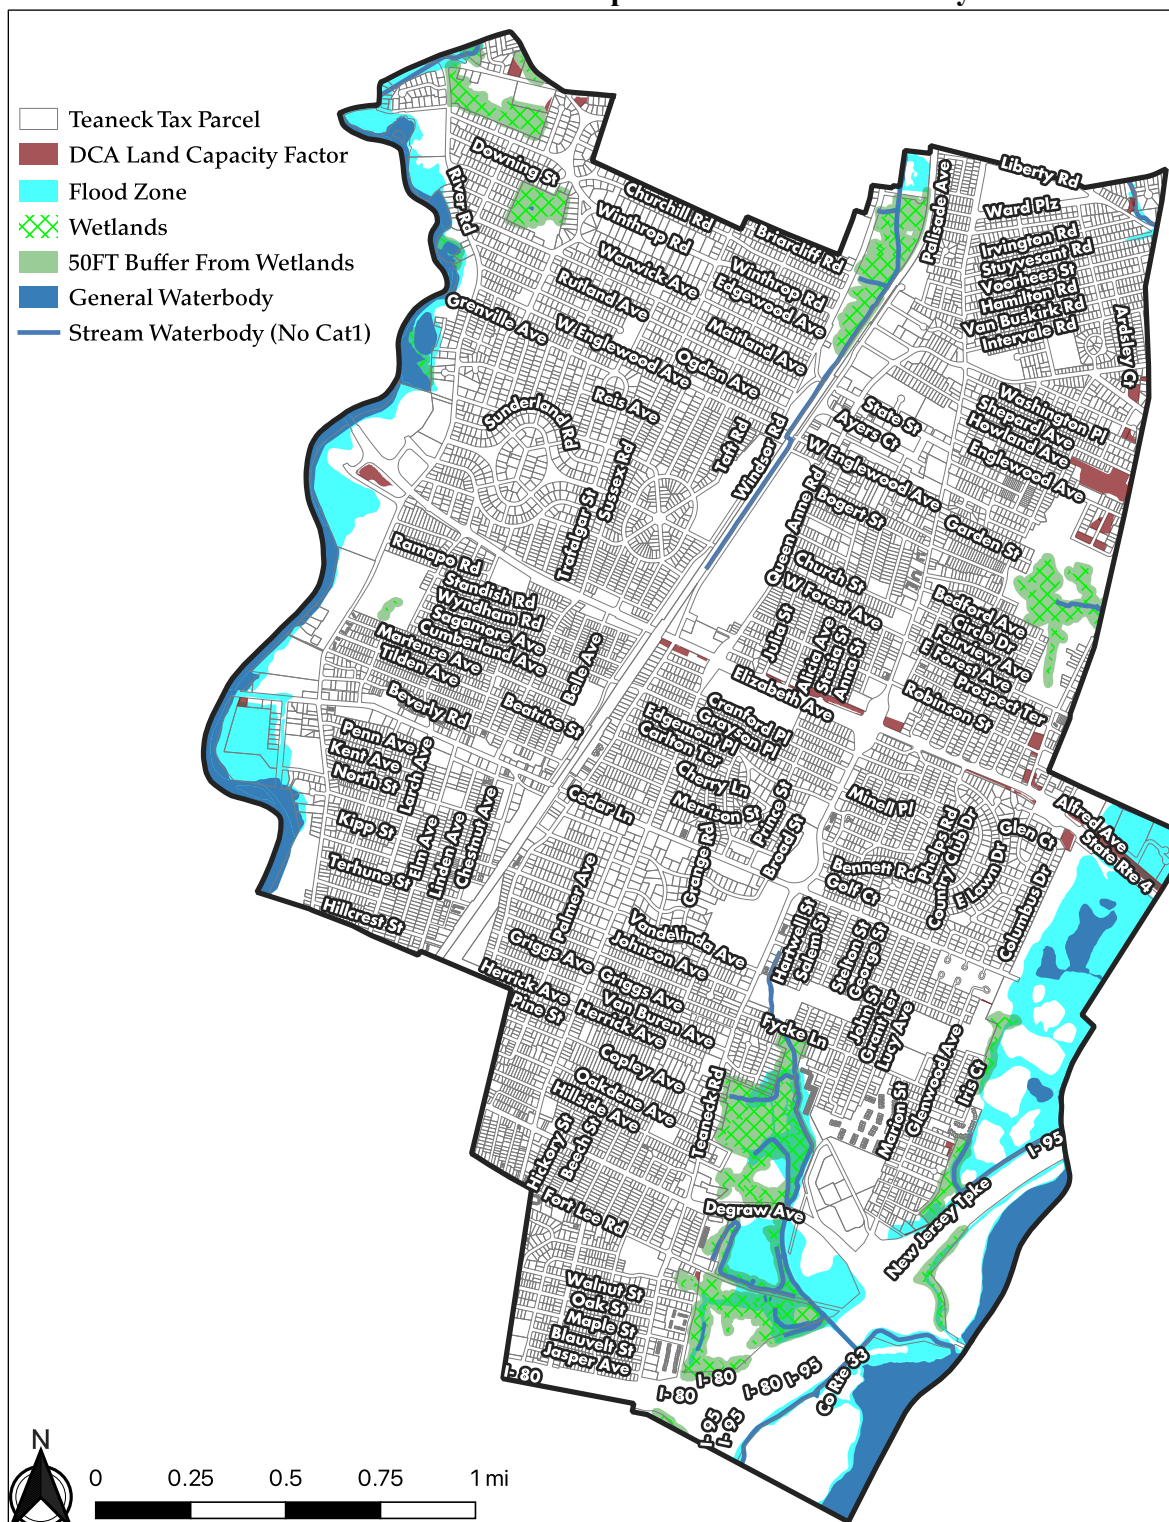 Teaneck Tax Parcel
DCA Land Capacity Factor
Flood Zone
Wetlands
50FT Buffer From Wetlands
General Waterbody
Stream Waterbody (No Cat1)
Downing St
River Rd
Churchill Rd
Winthrop Rd
Warwick Ave
Rutland Ave
Grenville Ave
W Englewood Ave
Briarcliff Rd
Winthrop Rd
Edgewood Ave
Maitland Ave
Ogden Ave
Reis Ave
Sunderland Rd
Sussex Rd
Trafalgar St
Taft Rd
Windsor Rd
Palisade Ave
Liberty Rd
Ward Plz
Irvington Rd
Stuyvesant Rd
Voorhees St
Hamilton Rd
Van Buskirk Rd
Intervale Rd
Ardsley Ct
Washington Pl
Shepard Ave
Howland Ave
Englewood Ave
State St
Ayers Ct
W Englewood Ave
Bogert St
Garden St
Queen Anne Rd
Church St
W Forest Ave
Julia St
Alicia Ave
Stasia St
Anna St
Bedford Ave
Circle Dr
Fairview Ave
E Forest Ave
Prospect Ter
Robinson St
Elizabeth Ave
Ramapo Rd
Standish Rd
Wyndham Rd
Sagamore Ave
Cumberland Ave
Martense Ave
Tilden Ave
Beverly Rd
Beatrice St
Belle Ave
Penn Ave
Kent Ave
North St
Larch Ave
Kipp St
Elm Ave
Linden Ave
Chestnut Ave
Terhune St
Hillcrest St
Cranford Pl
Grayson Pl
Edgemont Pl
Carlton Ter
Cherry Ln
Merrison St
Prince St
Broad St
Grange Rd
Cedar Ln
Palmer Ave
Minell Pl
Phelps Rd
Country Club Dr
E Lawn Dr
Glen Ct
Alfred Ave
State Rte 4
Columbus Dr
Bennett Rd
Golf Ct
Vandelinda Ave
Johnson Ave
Hartwell St
Salem St
Selton St
George St
John St
Grant Ter
Lucy Ave
Griggs Ave
Herrick Ave
Pine St
Griggs Ave
Van Buren Ave
Herrick Ave
Fycke Ln
Copley Ave
Oakdene Ave
Hillside Ave
Hickory St
Beech St
Teaneck Rd
Marion St
Glenwood Ave
Iris Ct
I- 95
Fort Lee Rd
Degraw Ave
New Jersey Tpke
Walnut St
Oak St
Maple St
Blauvelt St
Jasper Ave
I- 80
I- 80
I- 80
I- 80
I- 95
I- 95
I- 95
Co Rte 33
N
0 0.25 0.5 0.75 1 mi